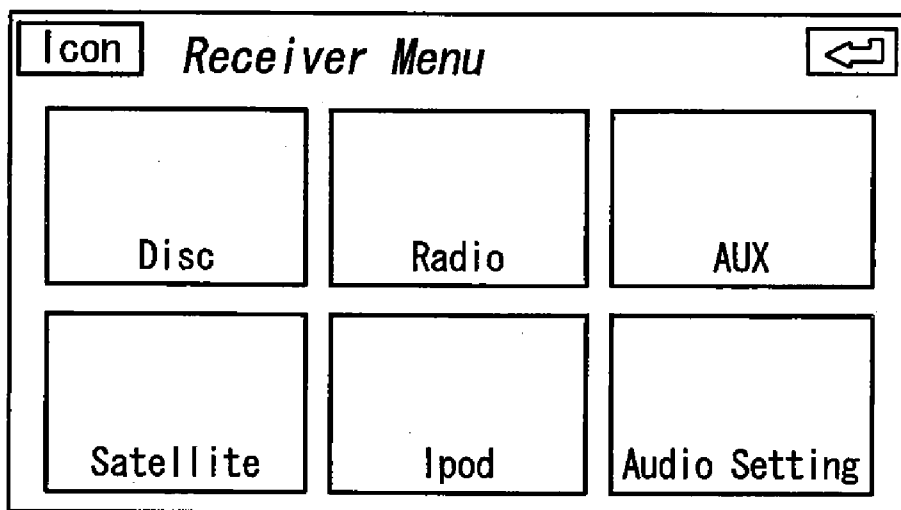 Icon Receiver Menu
Disc Radio AUX
Satellite Ipod Audio Setting